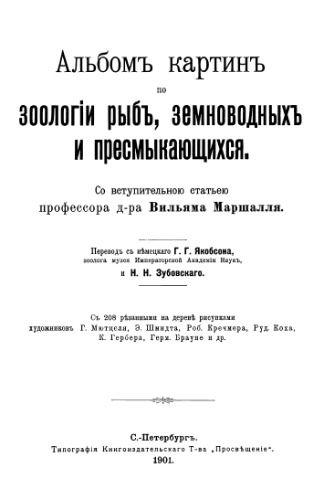 Альбомъ картинъ
по
зоологіи рыбъ, земноводныхъ
и пресмыкающихся.
Со вступительною статьею
профессора д-ра Вильяма Маршалля.
Переводъ съ нѣмецкаго Г. Г. Якобсона,
зоолога музея Императорской Академіи Наукъ,
и Н. Н. Зубовскаго.
Съ 208 рѣзанными на деревѣ рисунками
художниковъ Г. Мютцеля, Э. Шмидта, Роб. Кречмера, Руд. Коха,
К. Гербера, Герм. Брауне и др.
С.-Петербургъ.
Типографія Книгоиздательскаго Т-ва „Просвѣщеніе“.
1901.